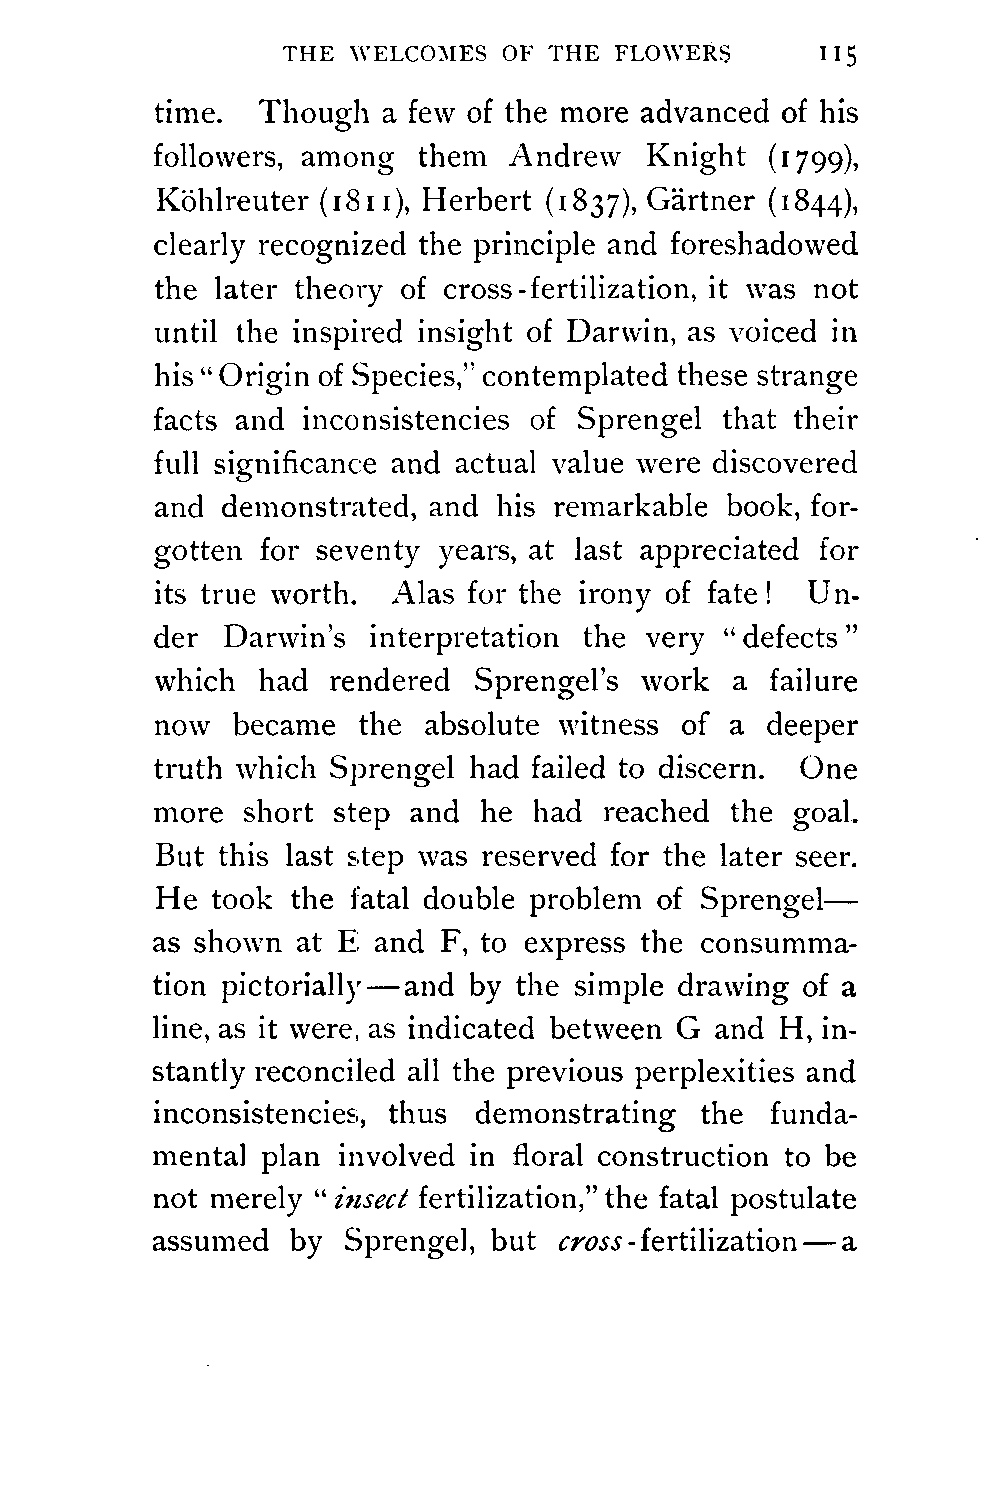 THE WELCOMES OF THE FLOWERS 115
time. Though a few of the more advanced of his
followers, among them Andrew Knight (1799),
Köhlreuter (1811), Herbert (1837), Gärtner (1844),
clearly recognized the principle and foreshadowed
the later theory of cross-fertilization, it was not
until the inspired insight of Darwin, as voiced in
his "Origin of Species," contemplated these strange
facts and inconsistencies of Sprengel that their
full significance and actual value were discovered
and demonstrated, and his remarkable book, for-
gotten for seventy years, at last appreciated for
its true worth. Alas for the irony of fate! Un-
der Darwin's interpretation the very "defects"
which had rendered Sprengel's work a failure
now became the absolute witness of a deeper
truth which Sprengel had failed to discern. One
more short step and he had reached the goal.
But this last step was reserved for the later seer.
He took the fatal double problem of Sprengel—
as shown at E and F, to express the consumma-
tion pictorially—and by the simple drawing of a
line, as it were, as indicated between G and H, in-
stantly reconciled all the previous perplexities and
inconsistencies, thus demonstrating the funda-
mental plan involved in floral construction to be
not merely "insect fertilization," the fatal postulate
assumed by Sprengel, but cross-fertilization—a